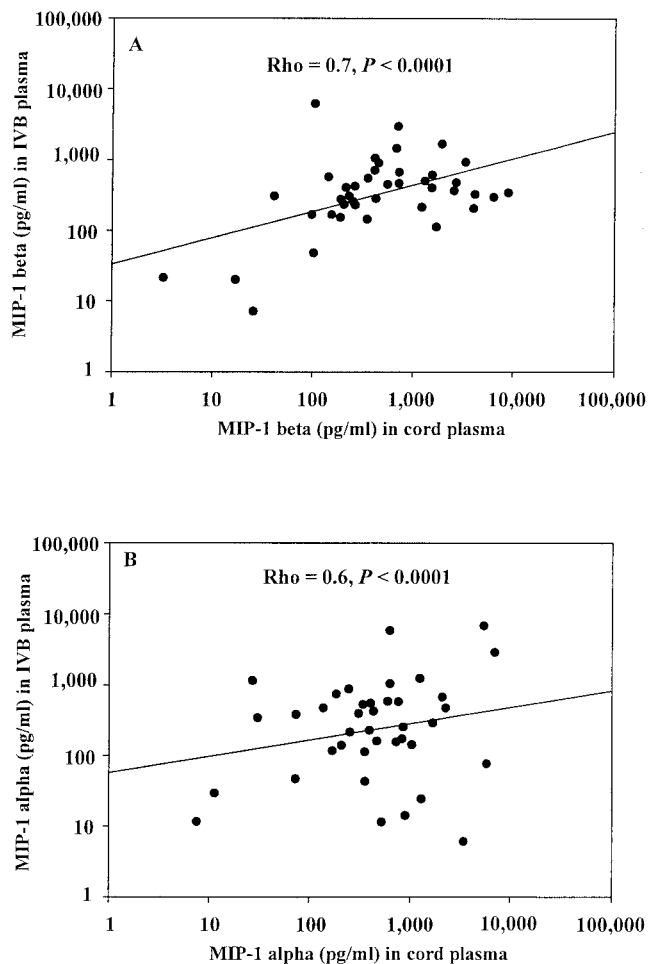 A
Rho = 0.7, P < 0.0001
MIP-1 beta (pg/ml) in IVB plasma
100,000
10,000
1,000
100
10
1
1 10 100 1,000 10,000 100,000
MIP-1 beta (pg/ml) in cord plasma
B
Rho = 0.6, P < 0.0001
MIP-1 alpha (pg/ml) in IVB plasma
100,000
10,000
1,000
100
10
1
1 10 100 1,000 10,000 100,000
MIP-1 alpha (pg/ml) in cord plasma